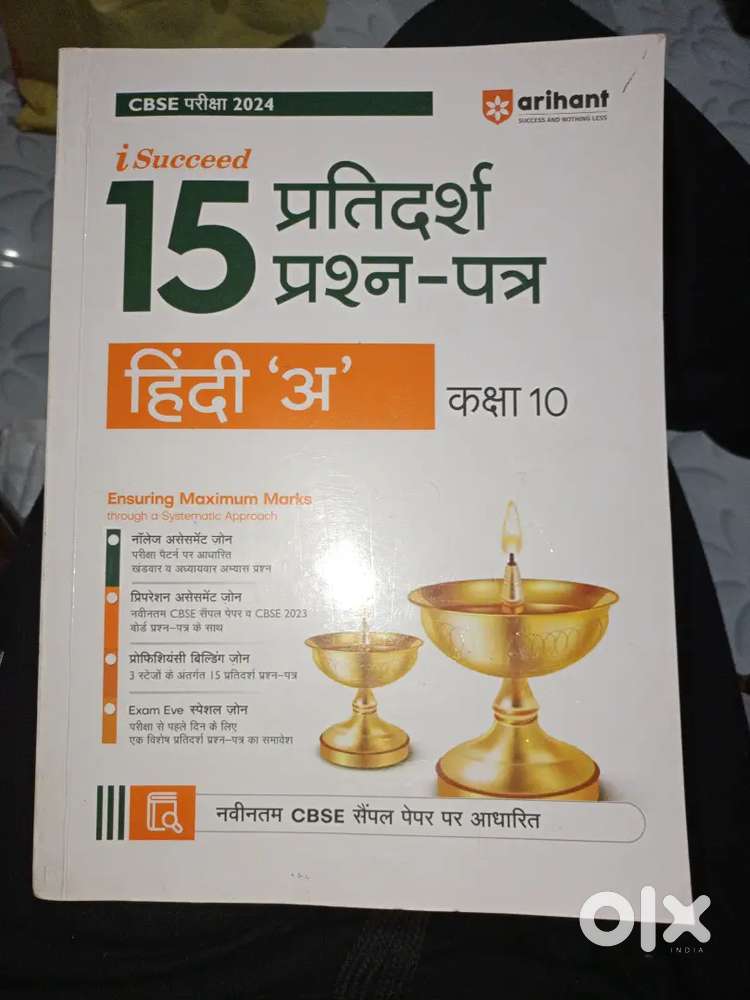 CBSE परीक्षा 2024
arihant
SUCCESS AND NOTHING LESS
i Succeed
15 प्रतिदर्श
प्रश्न-पत्र
हिंदी ‘अ’
कक्षा 10
Ensuring Maximum Marks
through a Systematic Approach
नॉलेज असेसमेंट ज़ोन
परीक्षा पैटर्न पर आधारित
खंडवार व अध्यायवार अभ्यास प्रश्न
प्रिपरेशन असेसमेंट ज़ोन
नवीनतम CBSE सैंपल पेपर व CBSE 2023
बोर्ड प्रश्न-पत्र के साथ
प्रोफिशियंसी बिल्डिंग ज़ोन
3 स्टेजों के अंतर्गत 15 प्रतिदर्श प्रश्न-पत्र
Exam Eve स्पेशल ज़ोन
परीक्षा से पहले दिन के लिए
एक विशेष प्रतिदर्श प्रश्न-पत्र का समावेश
नवीनतम CBSE सैंपल पेपर पर आधारित
olx
INDIA